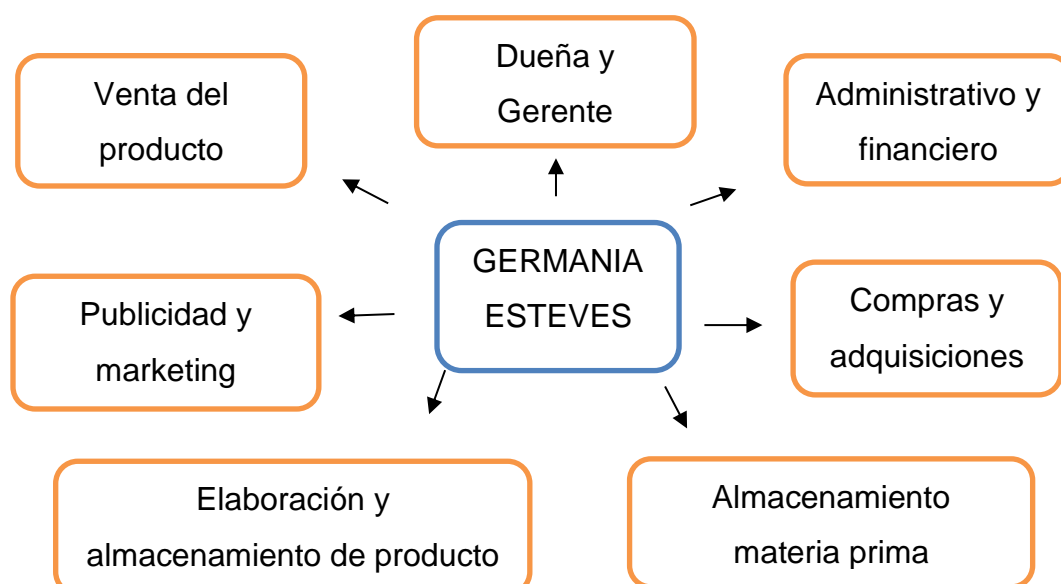 Dueña y
Gerente
Venta del
producto
Administrativo y
financiero
GERMANIA
ESTEVES
Publicidad y
marketing
Compras y
adquisiciones
Elaboración y
almacenamiento de producto
Almacenamiento
materia prima